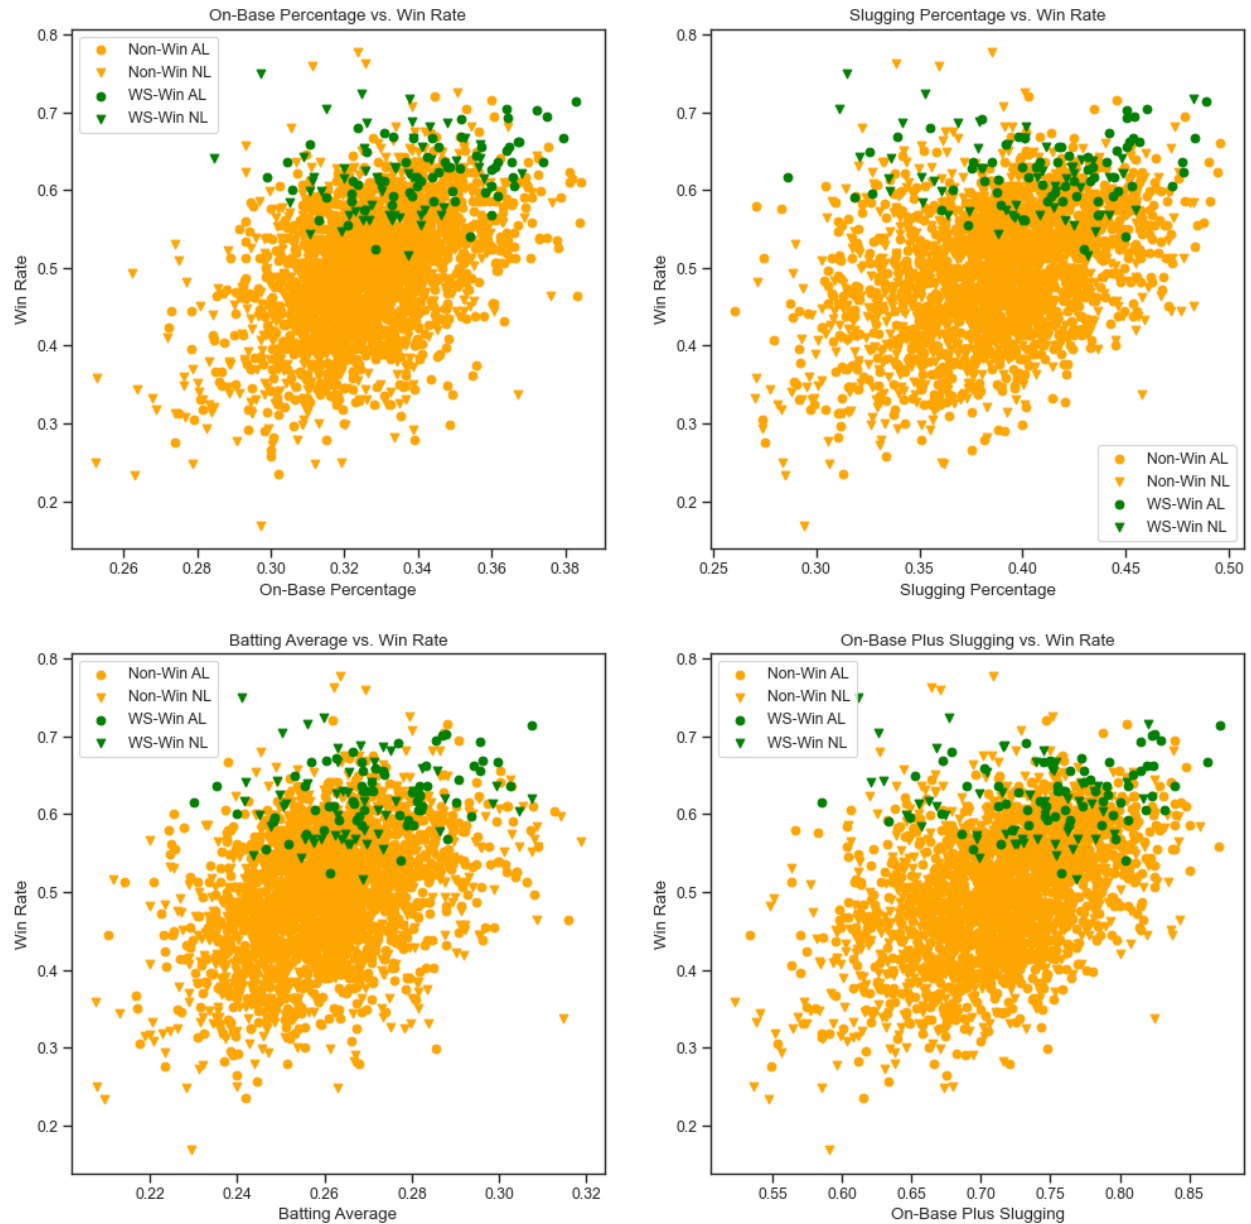 On-Base Percentage vs. Win Rate
0.8
0.7
0.6
0.5
0.4
0.3
0.2
Win Rate
Non-Win AL
Non-Win NL
WS-Win AL
WS-Win NL
0.26 0.28 0.30 0.32 0.34 0.36 0.38
On-Base Percentage
Slugging Percentage vs. Win Rate
0.8
0.7
0.6
0.5
0.4
0.3
0.2
Win Rate
Non-Win AL
Non-Win NL
WS-Win AL
WS-Win NL
0.25 0.30 0.35 0.40 0.45 0.50
Slugging Percentage
Batting Average vs. Win Rate
0.8
0.7
0.6
0.5
0.4
0.3
0.2
Win Rate
Non-Win AL
Non-Win NL
WS-Win AL
WS-Win NL
0.22 0.24 0.26 0.28 0.30 0.32
Batting Average
On-Base Plus Slugging vs. Win Rate
0.8
0.7
0.6
0.5
0.4
0.3
0.2
Win Rate
Non-Win AL
Non-Win NL
WS-Win AL
WS-Win NL
0.55 0.60 0.65 0.70 0.75 0.80 0.85
On-Base Plus Slugging